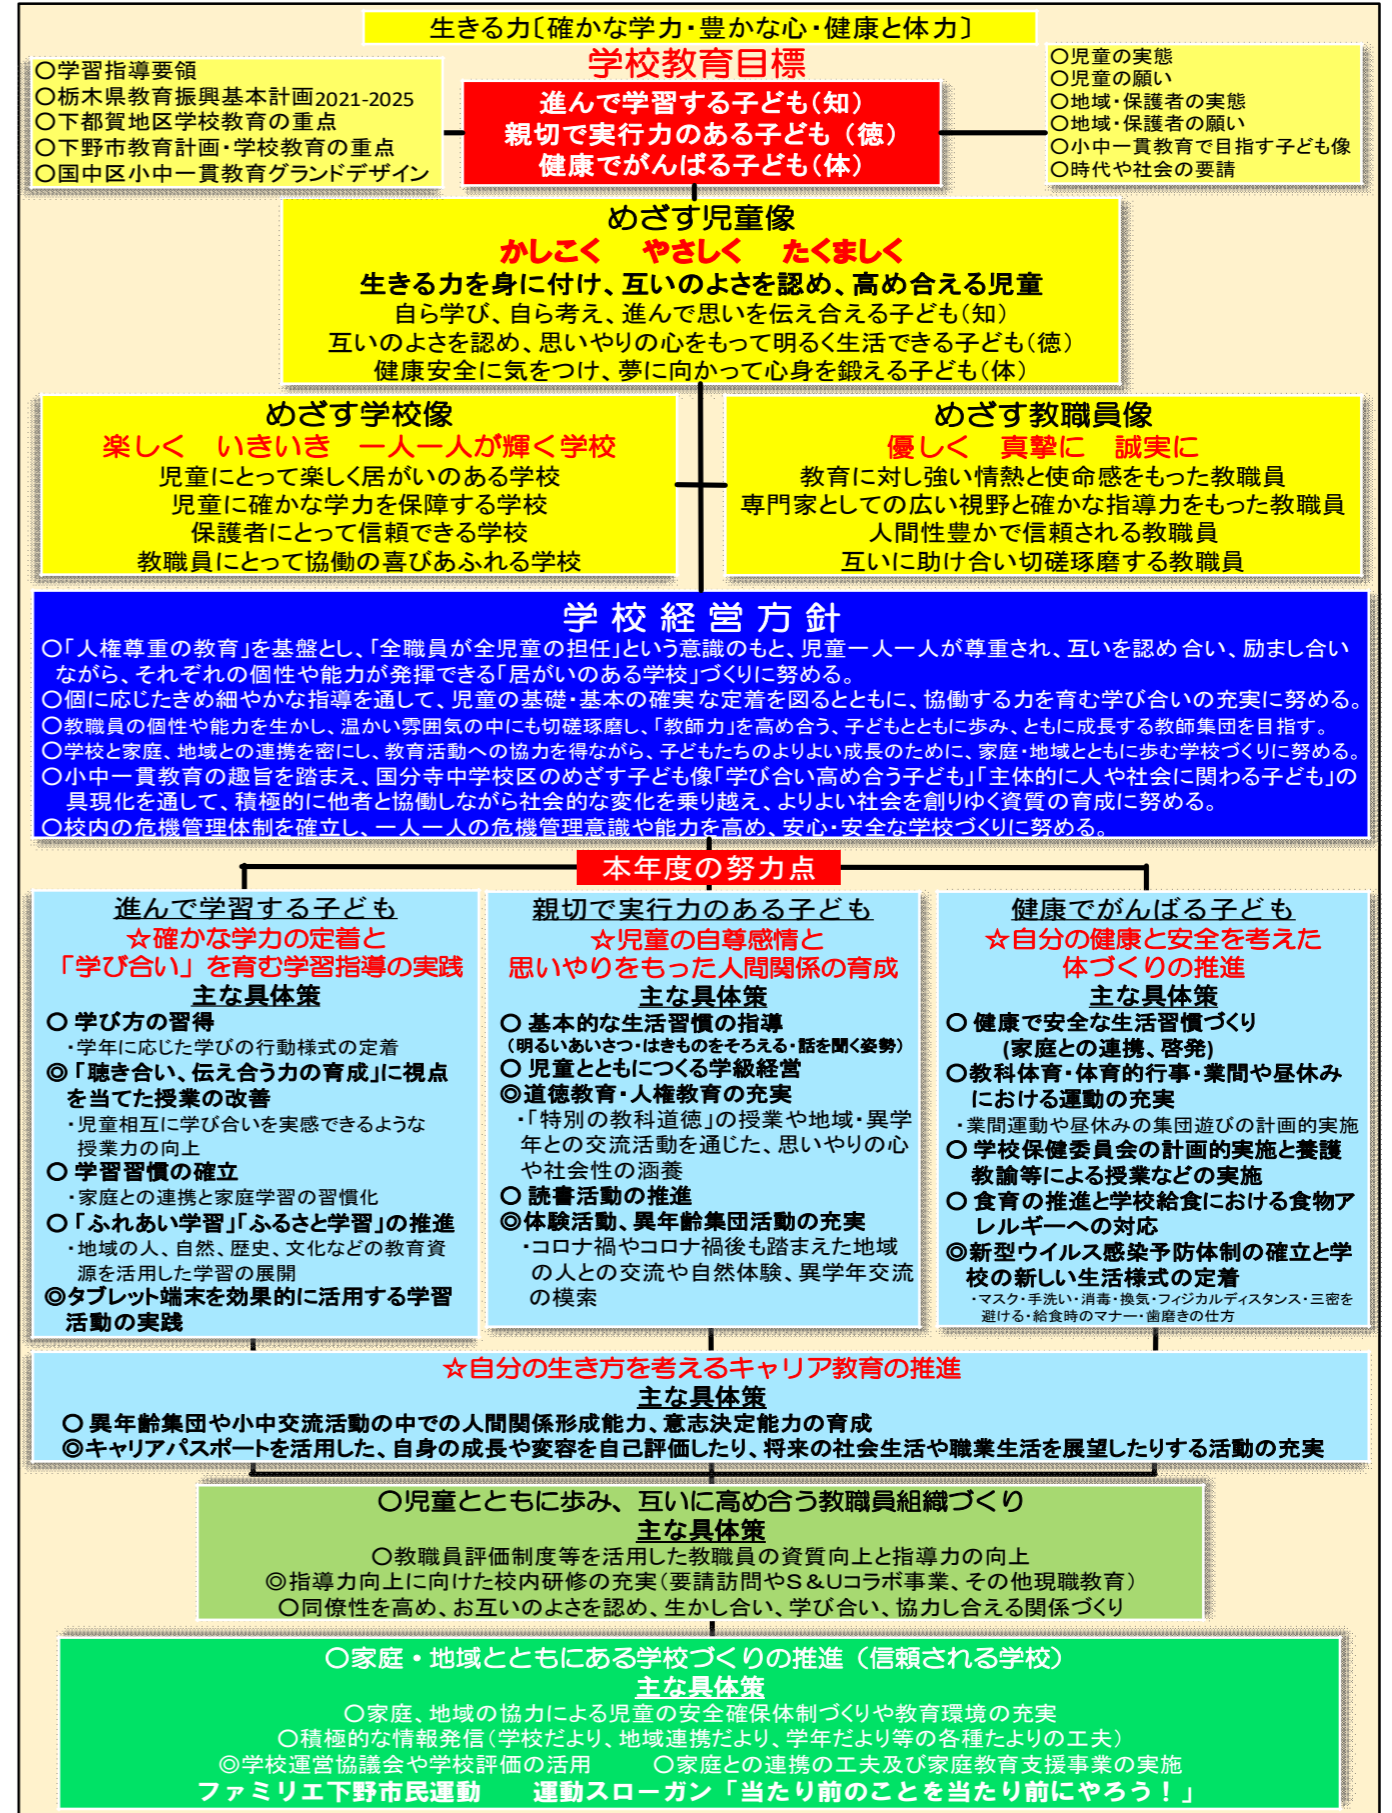 生きる力〔確かな学力・豊かな心・健康と体力〕
学校教育目標
〇学習指導要領
〇栃木県教育振興基本計画2021-2025
〇下都賀地区学校教育の重点
〇下野市教育計画・学校教育の重点
〇国中区小中一貫教育グランドデザイン
進んで学習する子ども(知)
親切で実行力のある子ども(徳)
健康でがんばる子ども(体)
〇児童の実態
〇児童の願い
〇地域・保護者の実態
〇地域・保護者の願い
〇小中一貫教育で目指す子ども像
〇時代や社会の要請
めざす児童像
かしこく やさしく たくましく
生きる力を身に付け、互いのよさを認め、高め合える児童
自ら学び、自ら考え、進んで思いを伝え合える子ども(知)
互いのよさを認め、思いやりの心をもって明るく生活できる子ども(徳)
健康安全に気をつけ、夢に向かって心身を鍛える子ども(体)
めざす学校像
楽しく いきいき 一人一人が輝く学校
児童にとって楽しく居がいのある学校
児童に確かな学力を保障する学校
保護者にとって信頼できる学校
教職員にとって協働の喜びあふれる学校
めざす教職員像
優しく 真摯に 誠実に
教育に対し強い情熱と使命感をもった教職員
専門家としての広い視野と確かな指導力をもった教職員
人間性豊かで信頼される教職員
互いに助け合い切磋琢磨する教職員
学校経営方針
〇「人権尊重の教育」を基盤とし、「全職員が全児童の担任」という意識のもと、児童一人一人が尊重され、互いを認め合い、励まし合い
ながら、それぞれの個性や能力が発揮できる「居がいのある学校」づくりに努める。
〇個に応じたきめ細やかな指導を通して、児童の基礎・基本の確実な定着を図るとともに、協働する力を育む学び合いの充実に努める。
〇教職員の個性や能力を生かし、温かい雰囲気の中にも切磋琢磨し、「教師力」を高め合う、子どもとともに歩み、ともに成長する教師集団を目指す。
〇学校と家庭、地域との連携を密にし、教育活動への協力を得ながら、子どもたちのよりよい成長のために、家庭・地域とともに歩む学校づくりに努める。
〇小中一貫教育の趣旨を踏まえ、国分寺中学校区のめざす子ども像「学び合い高め合う子ども」「主体的に人や社会に関わる子ども」の
具現化を通して、積極的に他者と協働しながら社会的な変化を乗り越え、よりよい社会を創りゆく資質の育成に努める。
〇校内の危機管理体制を確立し、一人一人の危機管理意識や能力を高め、安心・安全な学校づくりに努める。
本年度の努力点
進んで学習する子ども
☆確かな学力の定着と
「学び合い」を育む学習指導の実践
主な具体策
〇 学び方の習得
・学年に応じた学びの行動様式の定着
◎「聴き合い、伝え合う力の育成」に視点
を当てた授業の改善
・児童相互に学び合いを実感できるような
授業力の向上
〇 学習習慣の確立
・家庭との連携と家庭学習の習慣化
〇「ふれあい学習」「ふるさと学習」の推進
・地域の人、自然、歴史、文化などの教育資
源を活用した学習の展開
◎タブレット端末を効果的に活用する学習
活動の実践
親切で実行力のある子ども
☆児童の自尊感情と
思いやりをもった人間関係の育成
主な具体策
〇 基本的な生活習慣の指導
(明るいあいさつ・はきものをそろえる・話を聞く姿勢)
〇 児童とともにつくる学級経営
◎道徳教育・人権教育の充実
・「特別の教科道徳」の授業や地域・異学
年との交流活動を通じた、思いやりの心
や社会性の涵養
〇 読書活動の推進
◎体験活動、異年齢集団活動の充実
・コロナ禍やコロナ禍後も踏まえた地域
の人との交流や自然体験、異学年交流
の模索
健康でがんばる子ども
☆自分の健康と安全を考えた
体づくりの推進
主な具体策
〇 健康で安全な生活習慣づくり
(家庭との連携、啓発)
〇教科体育・体育的行事・業間や昼休み
における運動の充実
・業間運動や昼休みの集団遊びの計画的実施
〇 学校保健委員会の計画的実施と養護
教諭等による授業などの実施
〇 食育の推進と学校給食における食物ア
レルギーへの対応
◎新型ウイルス感染予防体制の確立と学
校の新しい生活様式の定着
・マスク・手洗い・消毒・換気・フィジカルディスタンス・三密を
避ける・給食時のマナー・歯磨きの仕方
☆自分の生き方を考えるキャリア教育の推進
主な具体策
〇 異年齢集団や小中交流活動の中での人間関係形成能力、意志決定能力の育成
◎キャリアパスポートを活用した、自身の成長や変容を自己評価したり、将来の社会生活や職業生活を展望したりする活動の充実
〇児童とともに歩み、互いに高め合う教職員組織づくり
主な具体策
〇教職員評価制度等を活用した教職員の資質向上と指導力の向上
◎指導力向上に向けた校内研修の充実(要請訪問やS&Uコラボ事業、その他現職教育)
〇同僚性を高め、お互いのよさを認め、生かし合い、学び合い、協力し合える関係づくり
〇家庭・地域とともにある学校づくりの推進(信頼される学校)
主な具体策
〇家庭、地域の協力による児童の安全確保体制づくりや教育環境の充実
〇積極的な情報発信(学校だより、地域連携だより、学年だより等の各種たよりの工夫)
◎学校運営協議会や学校評価の活用 〇家庭との連携の工夫及び家庭教育支援事業の実施
ファミリエ下野市民運動 運動スローガン「当たり前のことを当たり前にやろう!」